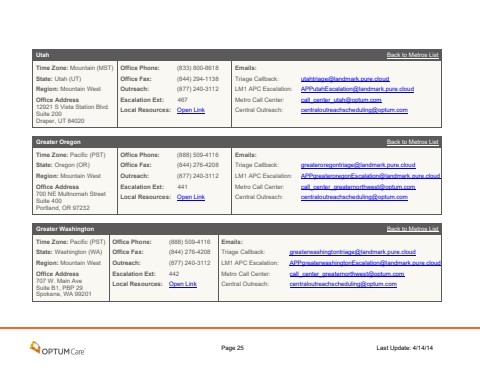 Utah Back to Metros List
Time Zone: Mountain (MST) Office Phone: (833) 800-8618 Emails:
State: Utah (UT) Office Fax: (844) 294-1138 Triage Callback: utahtriage@landmark.pure.cloud
Region: Mountain West Outreach: (877) 240-3112 LM1 APC Escalation: APPutahEscalation@landmark.pure.cloud
Office Address Escalation Ext: 467 Metro Call Center: call_center_utah@optum.com
12921 S Vista Station Blvd. Local Resources: Open Link Central Outreach: centraloutreachscheduling@optum.com
Suite 200
Draper, UT 84020
Greater Oregon Back to Metros List
Time Zone: Pacific (PST) Office Phone: (888) 509-4116 Emails:
State: Oregon (OR) Office Fax: (844) 276-4208 Triage Callback: greateroregontriage@landmark.pure.cloud
Region: Mountain West Outreach: (877) 240-3112 LM1 APC Escalation: APPgreateroregonEscalation@landmark.pure.cloud
Office Address Escalation Ext: 441 Metro Call Center: call_center_greaternorthwest@optum.com
700 NE Multnomah Street Local Resources: Open Link Central Outreach: centraloutreachscheduling@optum.com
Suite 400
Portland, OR 97232
Greater Washington Back to Metros List
Time Zone: Pacific (PST) Office Phone: (888) 509-4116 Emails:
State: Washington (WA) Office Fax: (844) 276-4208 Triage Callback: greaterwashingtontriage@landmark.pure.cloud
Region: Mountain West Outreach: (877) 240-3112 LM1 APC Escalation: APPgreaterwashingtonEscalation@landmark.pure.cloud
Office Address Escalation Ext: 442 Metro Call Center: call_center_greaternorthwest@optum.com
707 W. Main Ave Local Resources: Open Link Central Outreach: centraloutreachscheduling@optum.com
Suite B1, PBP 29
Spokane, WA 99201
OPTUMCare Page 25 Last Update: 4/14/14